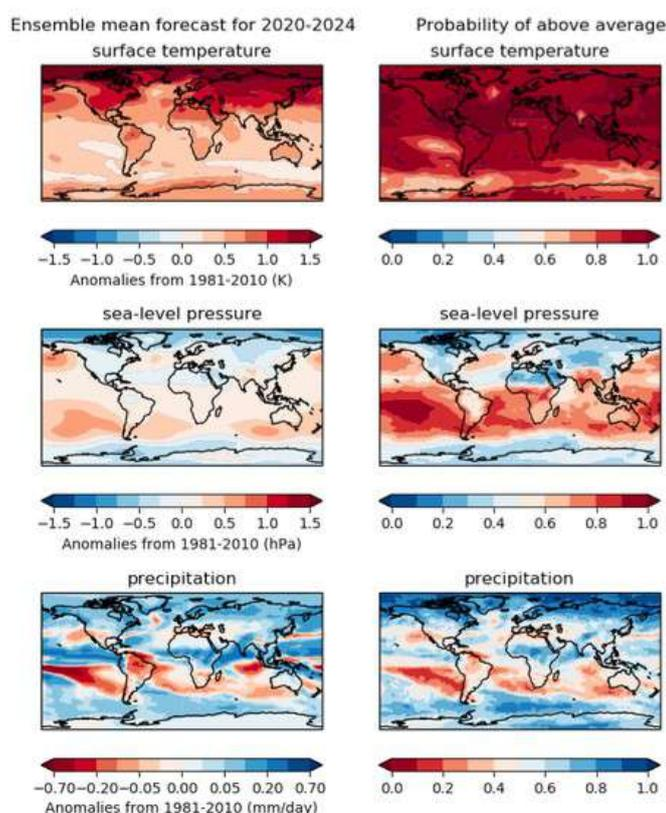 Ensemble mean forecast for 2020-2024
surface temperature
Probability of above average
surface temperature
−1.5 −1.0 −0.5 0.0 0.5 1.0 1.5
Anomalies from 1981-2010 (K)
0.0 0.2 0.4 0.6 0.8 1.0
sea-level pressure
sea-level pressure
−1.5 −1.0 −0.5 0.0 0.5 1.0 1.5
Anomalies from 1981-2010 (hPa)
0.0 0.2 0.4 0.6 0.8 1.0
precipitation
precipitation
−0.70 −0.20 −0.05 0.00 0.05 0.20 0.70
Anomalies from 1981-2010 (mm/day)
0.0 0.2 0.4 0.6 0.8 1.0